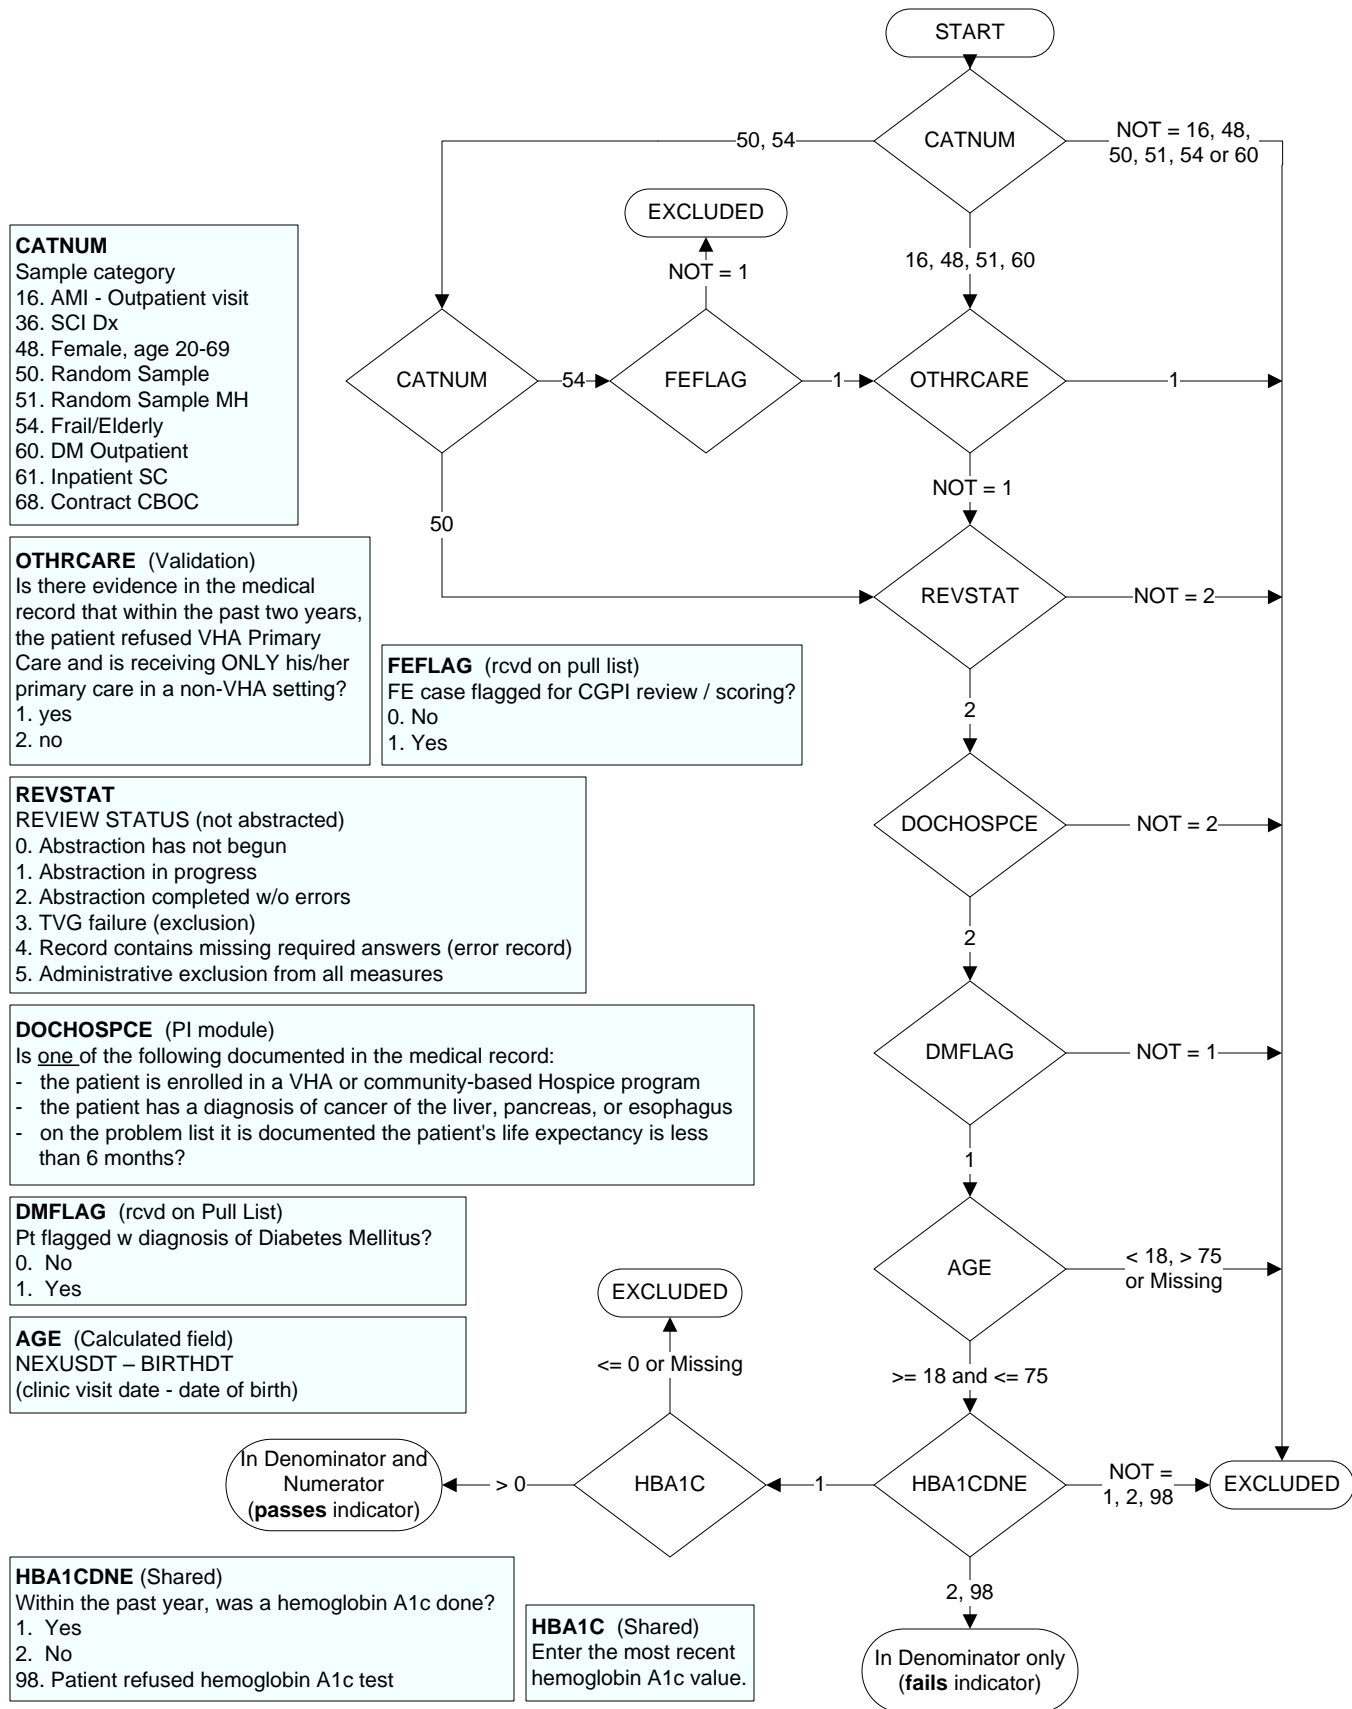 START
CATNUM
50, 54
NOT = 16, 48,
50, 51, 54 or 60
EXCLUDED
NOT = 1
16, 48, 51, 60
CATNUM
54
FEFLAG
1
OTHRCARE
1
NOT = 1
50
REVSTAT
NOT = 2
2
DOCHOSPCE
NOT = 2
2
DMFLAG
NOT = 1
1
AGE
< 18, > 75
or Missing
>= 18 and <= 75
EXCLUDED
<= 0 or Missing
In Denominator and
Numerator
(passes indicator)
> 0
HBA1C
1
HBA1CDNE
NOT =
1, 2, 98
EXCLUDED
2, 98
In Denominator only
(fails indicator)
CATNUM
Sample category
16. AMI - Outpatient visit
36. SCI Dx
48. Female, age 20-69
50. Random Sample
51. Random Sample MH
54. Frail/Elderly
60. DM Outpatient
61. Inpatient SC
68. Contract CBOC
OTHRCARE (Validation)
Is there evidence in the medical
record that within the past two years,
the patient refused VHA Primary
Care and is receiving ONLY his/her
primary care in a non-VHA setting?
1. yes
2. no
FEFLAG (rcvd on pull list)
FE case flagged for CGPI review / scoring?
0. No
1. Yes
REVSTAT
REVIEW STATUS (not abstracted)
0. Abstraction has not begun
1. Abstraction in progress
2. Abstraction completed w/o errors
3. TVG failure (exclusion)
4. Record contains missing required answers (error record)
5. Administrative exclusion from all measures
DOCHOSPCE (PI module)
Is one of the following documented in the medical record:
- the patient is enrolled in a VHA or community-based Hospice program
- the patient has a diagnosis of cancer of the liver, pancreas, or esophagus
- on the problem list it is documented the patient's life expectancy is less
than 6 months?
DMFLAG (rcvd on Pull List)
Pt flagged w diagnosis of Diabetes Mellitus?
0. No
1. Yes
AGE (Calculated field)
NEXUSDT – BIRTHDT
(clinic visit date - date of birth)
HBA1CDNE (Shared)
Within the past year, was a hemoglobin A1c done?
1. Yes
2. No
98. Patient refused hemoglobin A1c test
HBA1C (Shared)
Enter the most recent
hemoglobin A1c value.